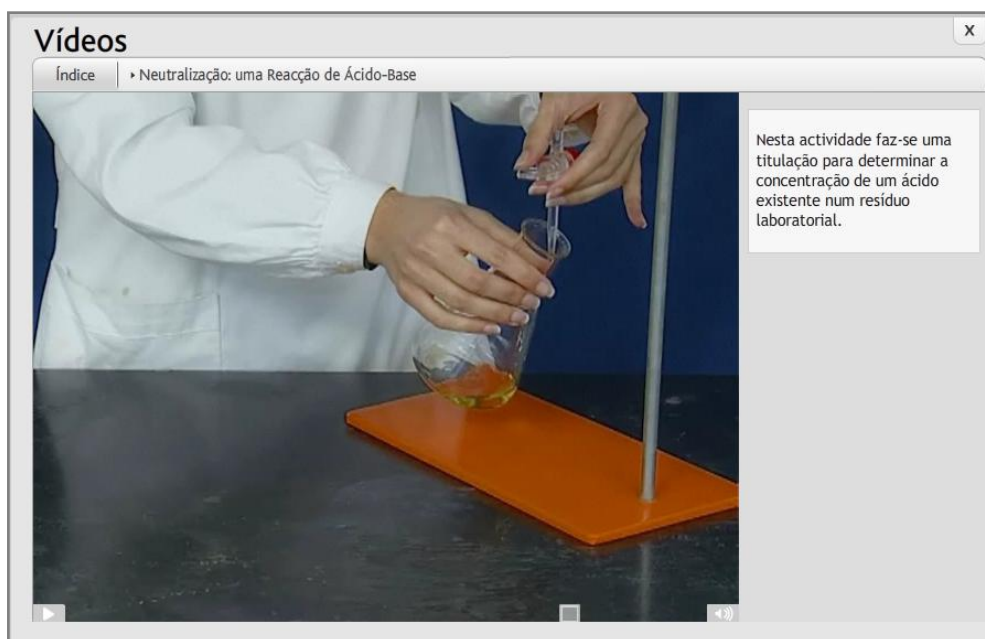 Vídeos
X
Índice
Neutralização: uma Reacção de Ácido-Base
Nesta actividade faz-se uma
titulação para determinar a
concentração de um ácido
existente num resíduo
laboratorial.